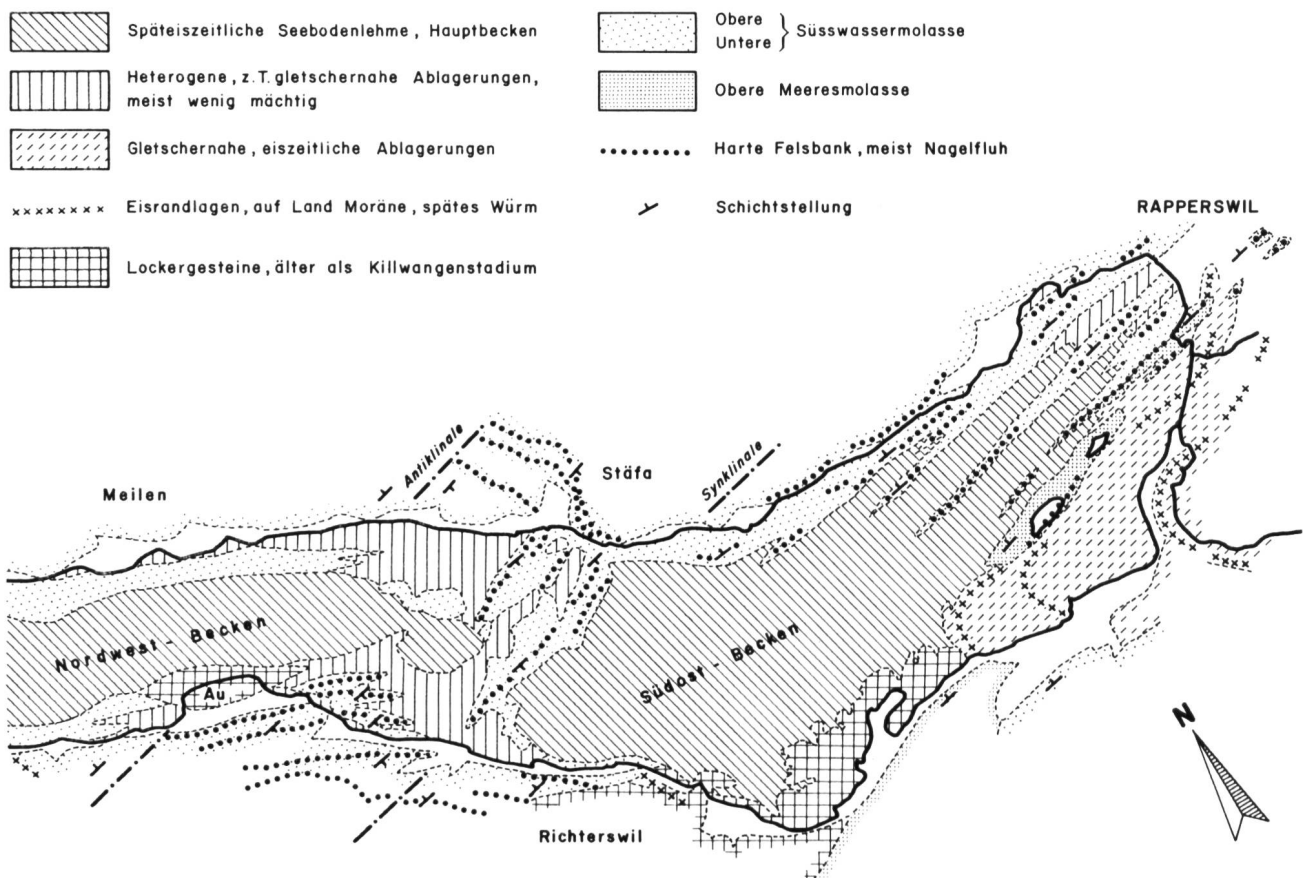 Späteiszeitliche Seebodenlehme, Hauptbecken
Heterogene, z.T. gletschernahe Ablagerungen,
meist wenig mächtig
Gletschernahe, eiszeitliche Ablagerungen
Eisrandlagen, auf Land Moräne, spätes Würm
Lockergesteine, älter als Killwangenstadium
Obere
Untere } Süsswassermolasse
Obere Meeresmolasse
Harte Felsbank, meist Nagelfluh
Schichtstellung
RAPPERSWIL
Antiklinale
Stäfa
Synklinale
Meilen
Nordwest - Becken
Au
Südost - Becken
Richterswil
N